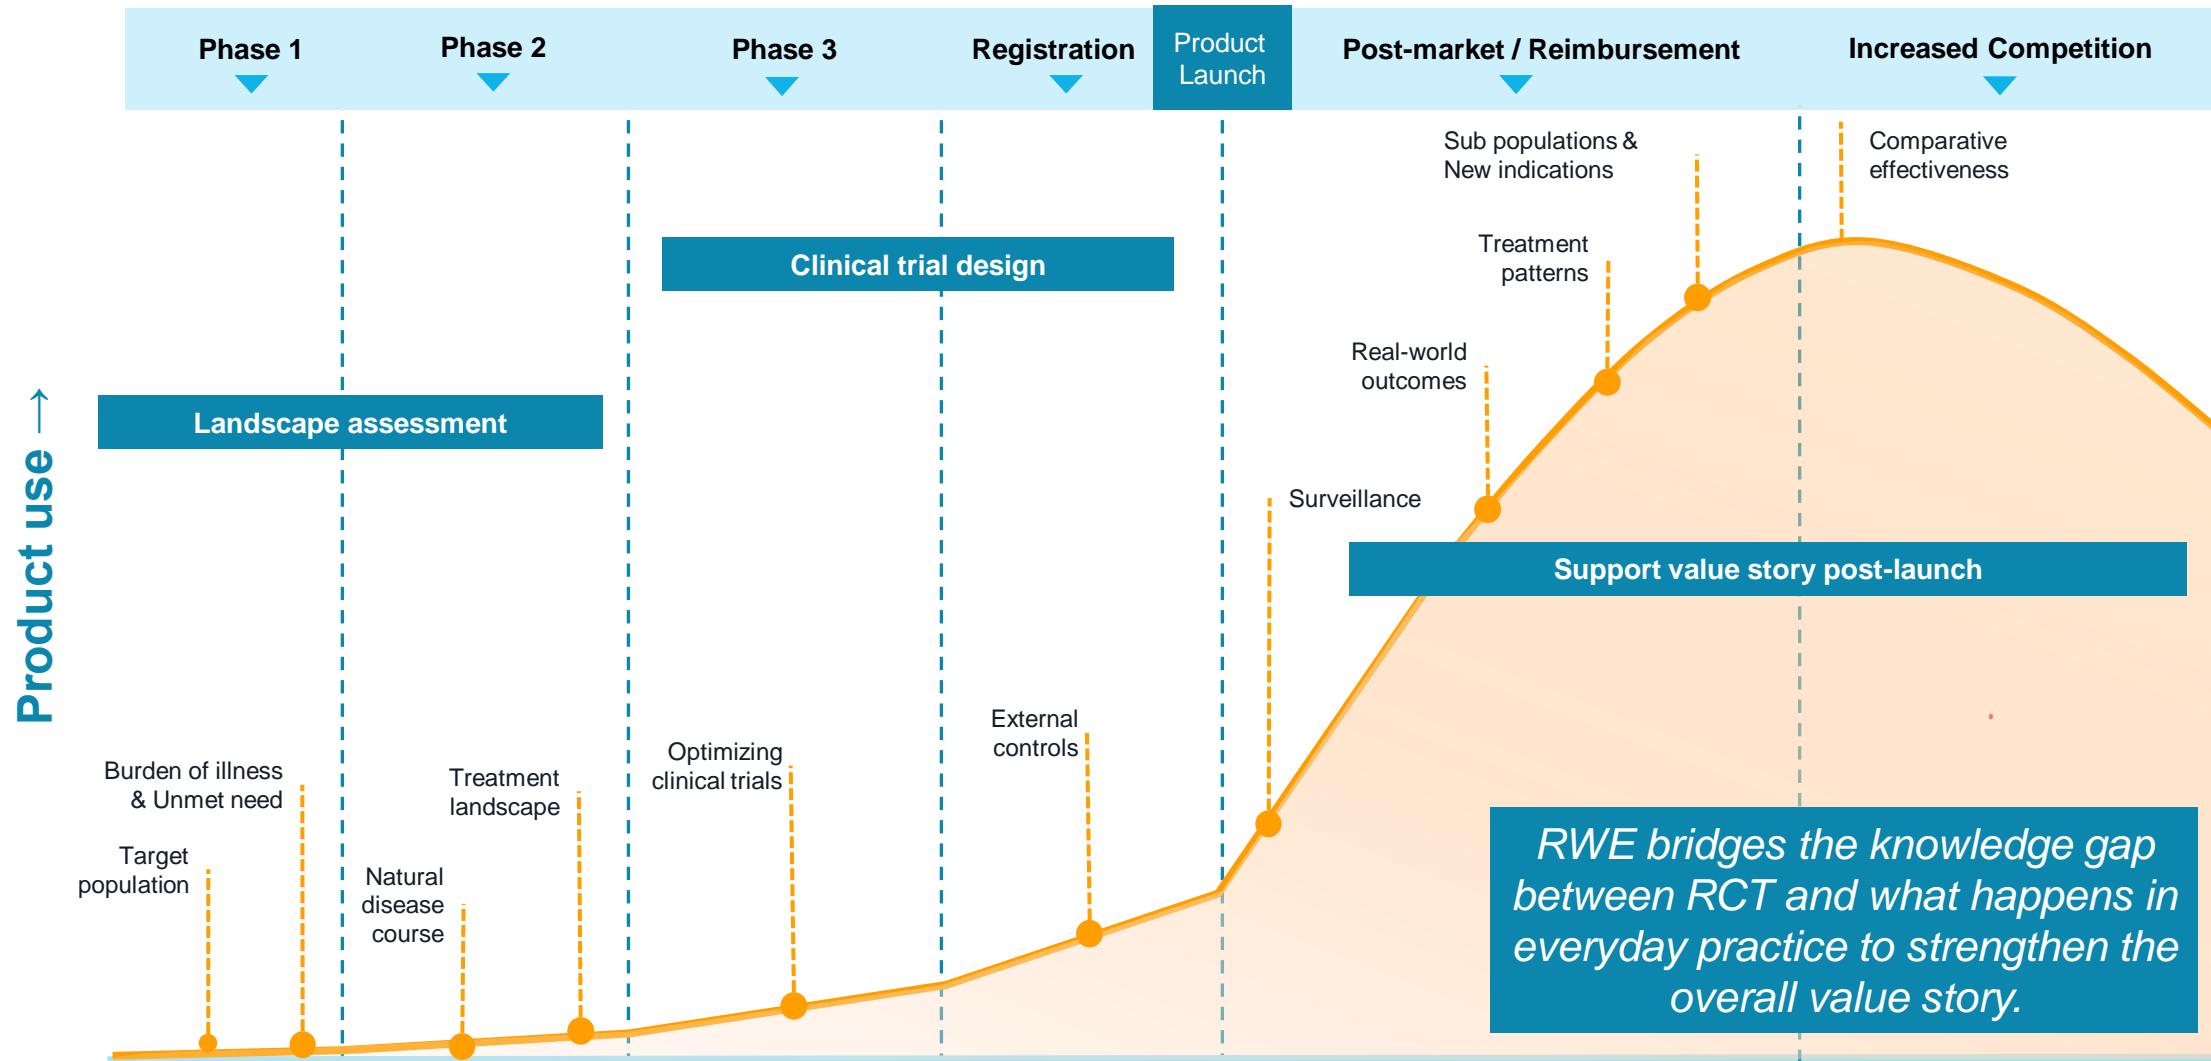 Phase 1
Phase 2
Phase 3
Registration
Product
Launch
Post-market / Reimbursement
Increased Competition
Sub populations &
New indications
Comparative
effectiveness
Clinical trial design
Treatment
patterns
Real-world
outcomes
Landscape assessment
Product use →
Surveillance
Support value story post-launch
External
controls
Optimizing
clinical trials
Burden of illness
& Unmet need
Treatment
landscape
Target
population
Natural
disease
course
RWE bridges the knowledge gap
between RCT and what happens in
everyday practice to strengthen the
overall value story.